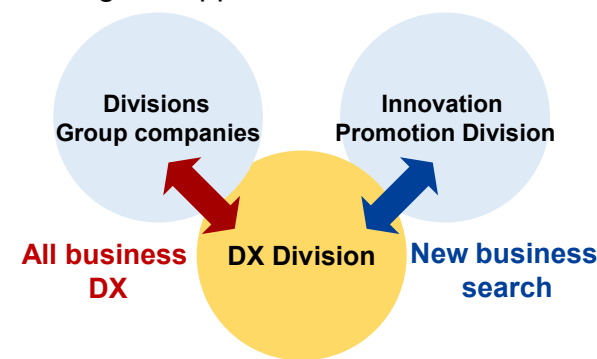 Divisions
Group companies
Innovation
Promotion Division
All business
DX
DX Division
New business
search